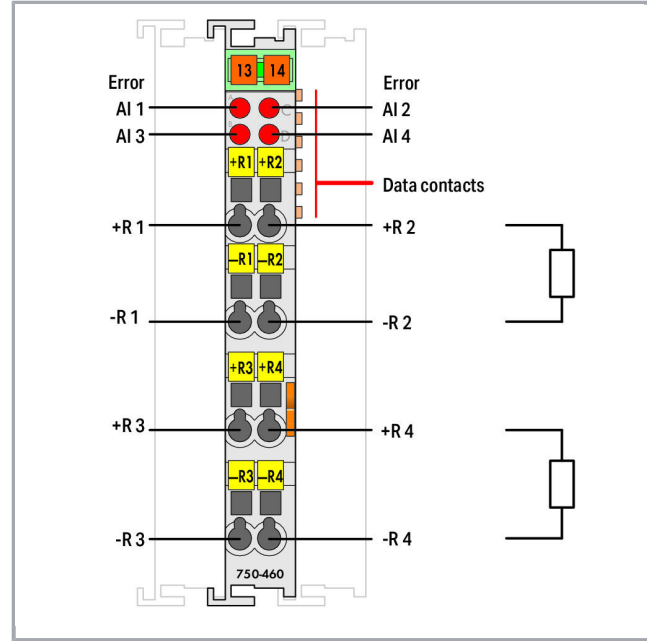 13 14
Error
Error
A C
AI 1
AI 2
B D
AI 3
AI 4
+R1 +R2
Data contacts
+R 1
+R 2
–R1 –R2
-R 1
-R 2
+R3 +R4
+R 3
+R 4
–R3 –R4
-R 3
-R 4
750-460